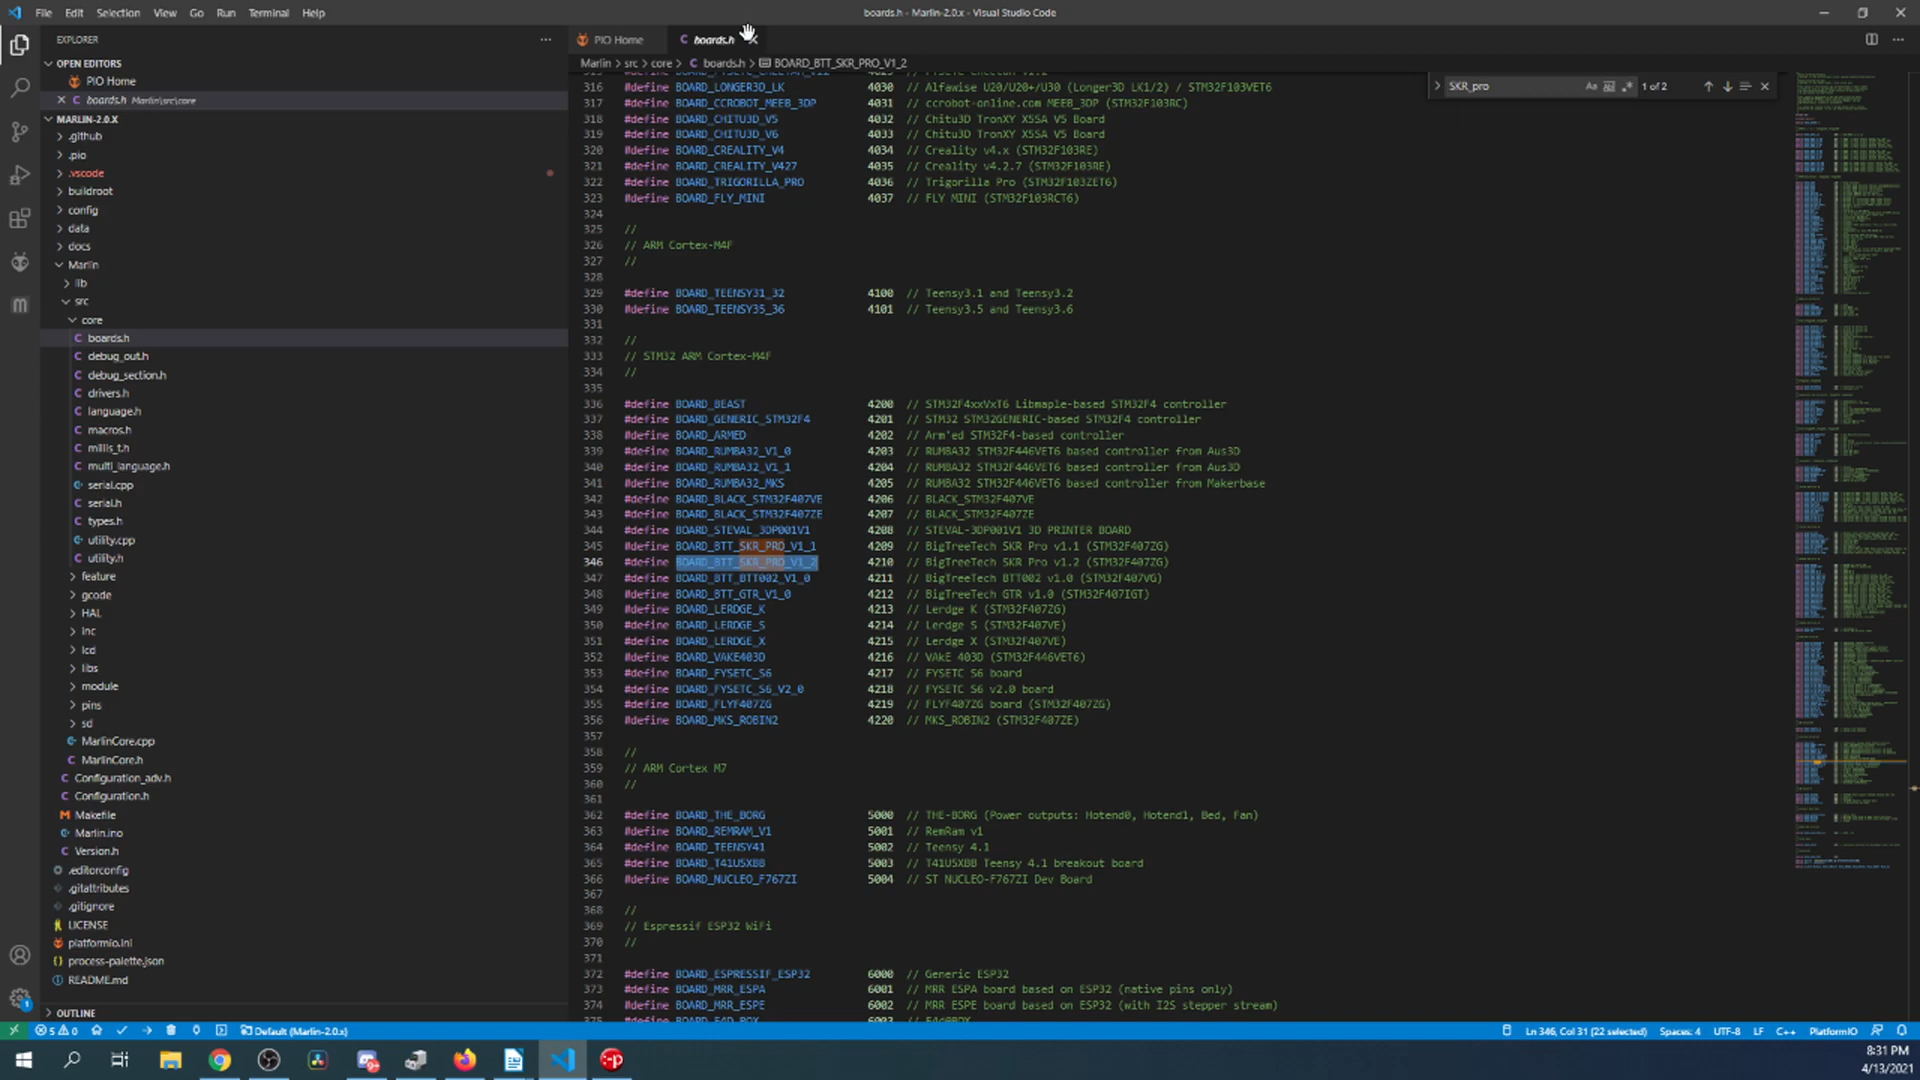 File Edit Selection View Go Run Terminal Help
boards.h - Marlin-2.0.x - Visual Studio Code
EXPLORER
OPEN EDITORS
PIO Home
boards.h Marlin\src\core
MARLIN-2.0.X
.github
.pio
.vscode
buildroot
config
data
docs
Marlin
lib
src
core
boards.h
debug_out.h
debug_section.h
drivers.h
language.h
macros.h
millis_t.h
multi_language.h
serial.cpp
serial.h
types.h
utility.cpp
utility.h
feature
gcode
HAL
inc
lcd
libs
module
pins
sd
MarlinCore.cpp
MarlinCore.h
Configuration_adv.h
Configuration.h
Makefile
Marlin.ino
Version.h
.editorconfig
.gitattributes
.gitignore
LICENSE
platformio.ini
process-palette.json
README.md
OUTLINE
PIO Home boards.h
Marlin > src > core > boards.h > BOARD_BTT_SKR_PRO_V1_2
SKR_pro 1 of 2
316 #define BOARD_LONGER3D_LK 4030 // Alfawise U20/U20+/U30 (Longer3D LK1/2) / STM32F103VET6
317 #define BOARD_CCROBOT_MEEB_3DP 4031 // ccrobot-online.com MEEB_3DP (STM32F103RC)
318 #define BOARD_CHITU3D_V5 4032 // Chitu3D TronXY X5SA V5 Board
319 #define BOARD_CHITU3D_V6 4033 // Chitu3D TronXY X5SA V6 Board
320 #define BOARD_CREALITY_V4 4034 // Creality v4.x (STM32F103RE)
321 #define BOARD_CREALITY_V427 4035 // Creality v4.2.7 (STM32F103RE)
322 #define BOARD_TRIGORILLA_PRO 4036 // Trigorilla Pro (STM32F103ZET6)
323 #define BOARD_FLY_MINI 4037 // FLY MINI (STM32F103RCT6)
324
325 //
326 // ARM Cortex-M4F
327 //
328
329 #define BOARD_TEENSY31_32 4100 // Teensy3.1 and Teensy3.2
330 #define BOARD_TEENSY35_36 4101 // Teensy3.5 and Teensy3.6
331
332 //
333 // STM32 ARM Cortex-M4F
334 //
335
336 #define BOARD_BEAST 4200 // STM32F4xxVxT6 Libmaple-based STM32F4 controller
337 #define BOARD_GENERIC_STM32F4 4201 // STM32 STM32GENERIC-based STM32F4 controller
338 #define BOARD_ARMED 4202 // Arm'ed STM32F4-based controller
339 #define BOARD_RUMBA32_V1_0 4203 // RUMBA32 STM32F446VET6 based controller from Aus3D
340 #define BOARD_RUMBA32_V1_1 4204 // RUMBA32 STM32F446VET6 based controller from Aus3D
341 #define BOARD_RUMBA32_MKS 4205 // RUMBA32 STM32F446VET6 based controller from Makerbase
342 #define BOARD_BLACK_STM32F407VE 4206 // BLACK_STM32F407VE
343 #define BOARD_BLACK_STM32F407ZE 4207 // BLACK_STM32F407ZE
344 #define BOARD_STEVAL_3DP001V1 4208 // STEVAL-3DP001V1 3D PRINTER BOARD
345 #define BOARD_BTT_SKR_PRO_V1_1 4209 // BigTreeTech SKR Pro v1.1 (STM32F407ZG)
346 #define BOARD_BTT_SKR_PRO_V1_2 4210 // BigTreeTech SKR Pro v1.2 (STM32F407ZG)
347 #define BOARD_BTT_BTT002_V1_0 4211 // BigTreeTech BTT002 v1.0 (STM32F407VG)
348 #define BOARD_BTT_GTR_V1_0 4212 // BigTreeTech GTR v1.0 (STM32F407IGT)
349 #define BOARD_LERDGE_K 4213 // Lerdge K (STM32F407ZG)
350 #define BOARD_LERDGE_S 4214 // Lerdge S (STM32F407VE)
351 #define BOARD_LERDGE_X 4215 // Lerdge X (STM32F407VE)
352 #define BOARD_VAKE403D 4216 // VAkE 403D (STM32F446VET6)
353 #define BOARD_FYSETC_S6 4217 // FYSETC S6 board
354 #define BOARD_FYSETC_S6_V2_0 4218 // FYSETC S6 v2.0 board
355 #define BOARD_FLYF407ZG 4219 // FLYF407ZG board (STM32F407ZG)
356 #define BOARD_MKS_ROBIN2 4220 // MKS_ROBIN2 (STM32F407ZE)
357
358 //
359 // ARM Cortex M7
360 //
361
362 #define BOARD_THE_BORG 5000 // THE-BORG (Power outputs: Hotend0, Hotend1, Bed, Fan)
363 #define BOARD_REMRAM_V1 5001 // RemRam v1
364 #define BOARD_TEENSY41 5002 // Teensy 4.1
365 #define BOARD_T41U5XBB 5003 // T41U5XBB Teensy 4.1 breakout board
366 #define BOARD_NUCLEO_F767ZI 5004 // ST NUCLEO-F767ZI Dev Board
367
368 //
369 // Espressif ESP32 WiFi
370 //
371
372 #define BOARD_ESPRESSIF_ESP32 6000 // Generic ESP32
373 #define BOARD_MRR_ESPA 6001 // MRR ESPA board based on ESP32 (native pins only)
374 #define BOARD_MRR_ESPE 6002 // MRR ESPE board based on ESP32 (with I2S stepper stream)
5 0 Default (Marlin-2.0.x)
Ln 346, Col 31 (22 selected) Spaces: 4 UTF-8 LF C++ PlatformIO
8:31 PM
4/13/2021